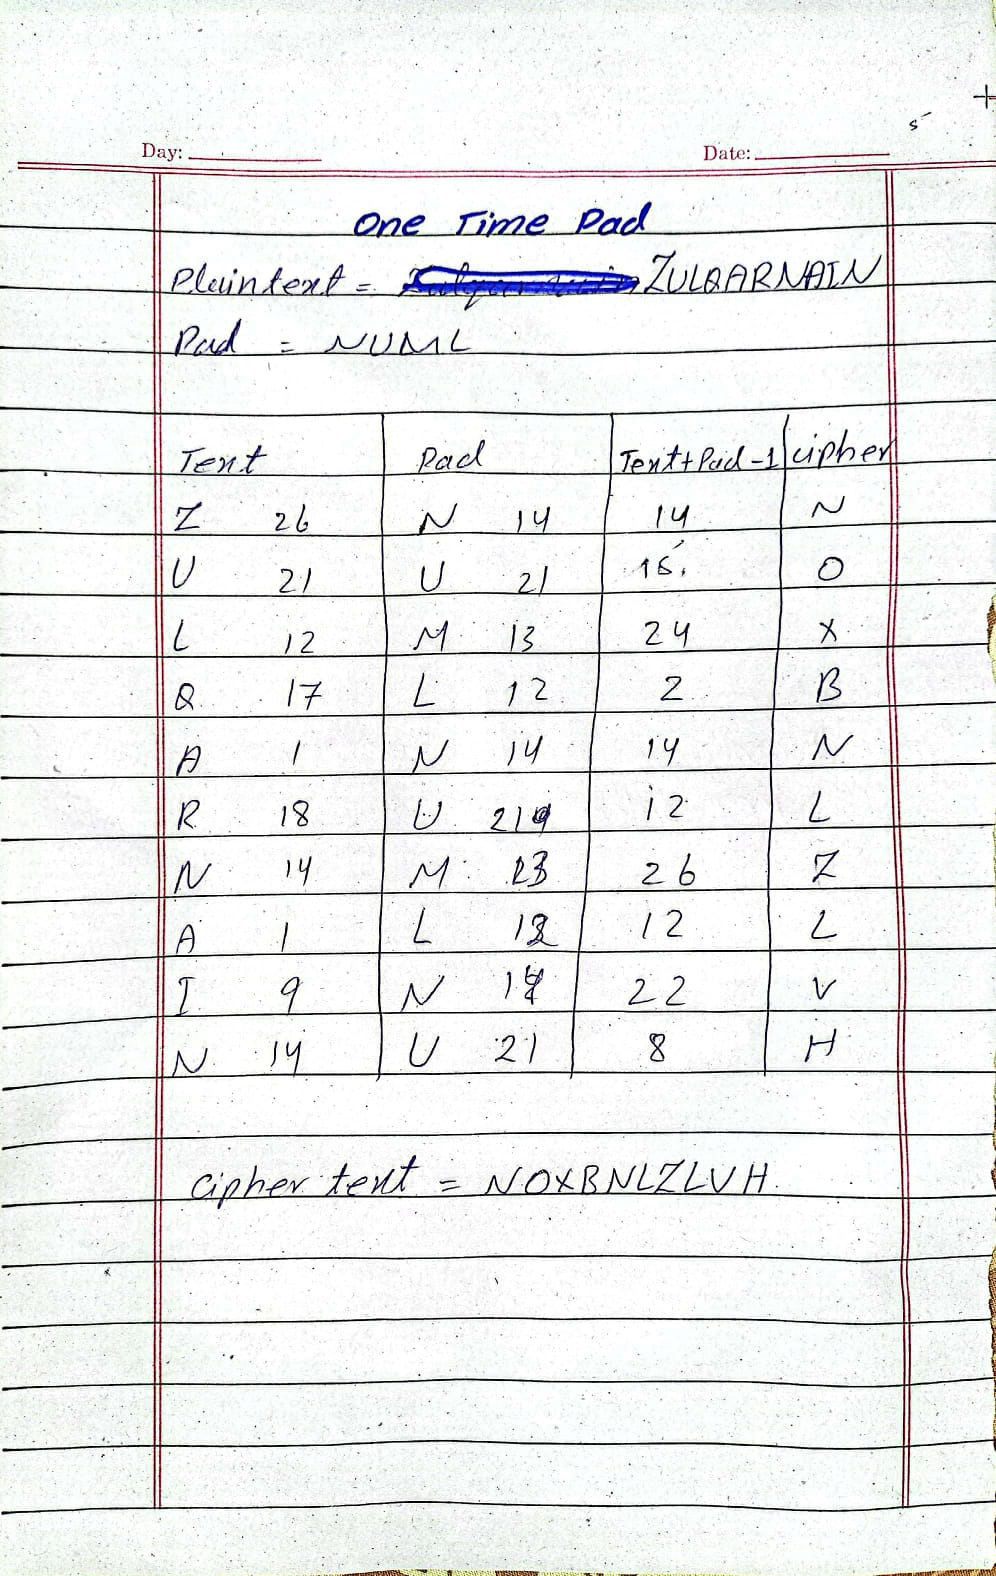 5
Day:
Date:
One Time Pad
Plaintext = ZULQARNAIN
Pad = NUML
Text Pad Text+Pad-1 cipher
Z 26 N 14 14 N
U 21 U 21 15 O
L 12 M 13 24 X
Q 17 L 12 2 B
A 1 N 14 14 N
R 18 U 21 12 L
N 14 M 13 26 Z
A 1 L 12 12 L
I 9 N 14 22 V
N 14 U 21 8 H
Cipher text = NOXBNLZLVH